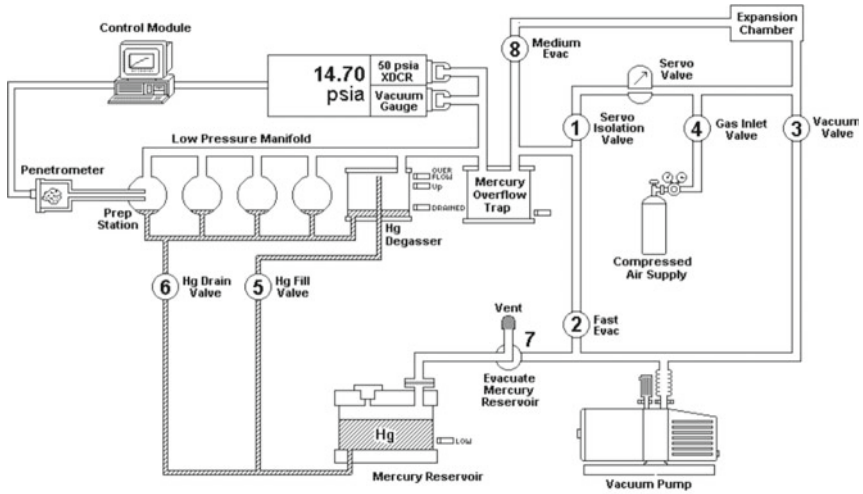 Control Module
14.70
psia
50 psia
XDCR
Vacuum
Gauge
8
Medium
Evac
Expansion
Chamber
Servo
Valve
1
Servo
Isolation
Valve
4
Gas Inlet
Valve
3
Vacuum
Valve
Low Pressure Manifold
Penetrometer
Prep
Station
OVER
FLOW
Up
DRAINED
Hg
Degasser
Mercury
Overflow
Trap
Compressed
Air Supply
6
Hg Drain
Valve
5
Hg Fill
Valve
Vent
7
2
Fast
Evac
Evacuate
Mercury
Reservoir
Hg
LOW
Mercury Reservoir
Vacuum Pump